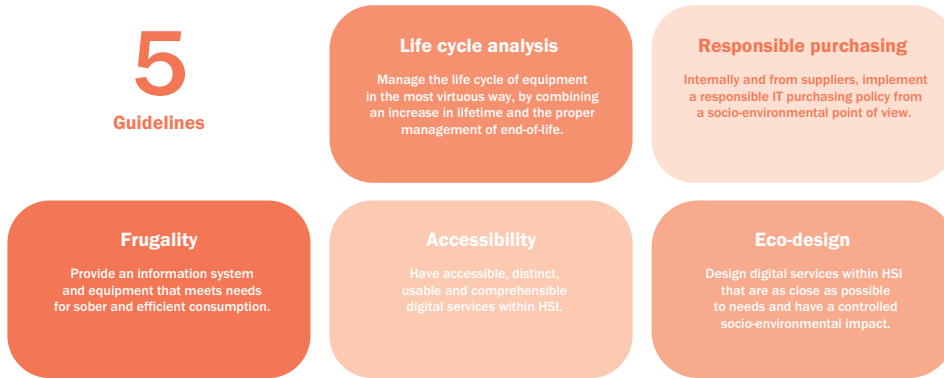 5
Guidelines
Life cycle analysis
Manage the life cycle of equipment
in the most virtuous way, by combining
an increase in lifetime and the proper
management of end-of-life.
Responsible purchasing
Internally and from suppliers, implement
a responsible IT purchasing policy from
a socio-environmental point of view.
Frugality
Provide an information system
and equipment that meets needs
for sober and efficient consumption.
Accessibility
Have accessible, distinct,
usable and comprehensible
digital services within HSI.
Eco-design
Design digital services within HSI
that are as close as possible
to needs and have a controlled
socio-environmental impact.